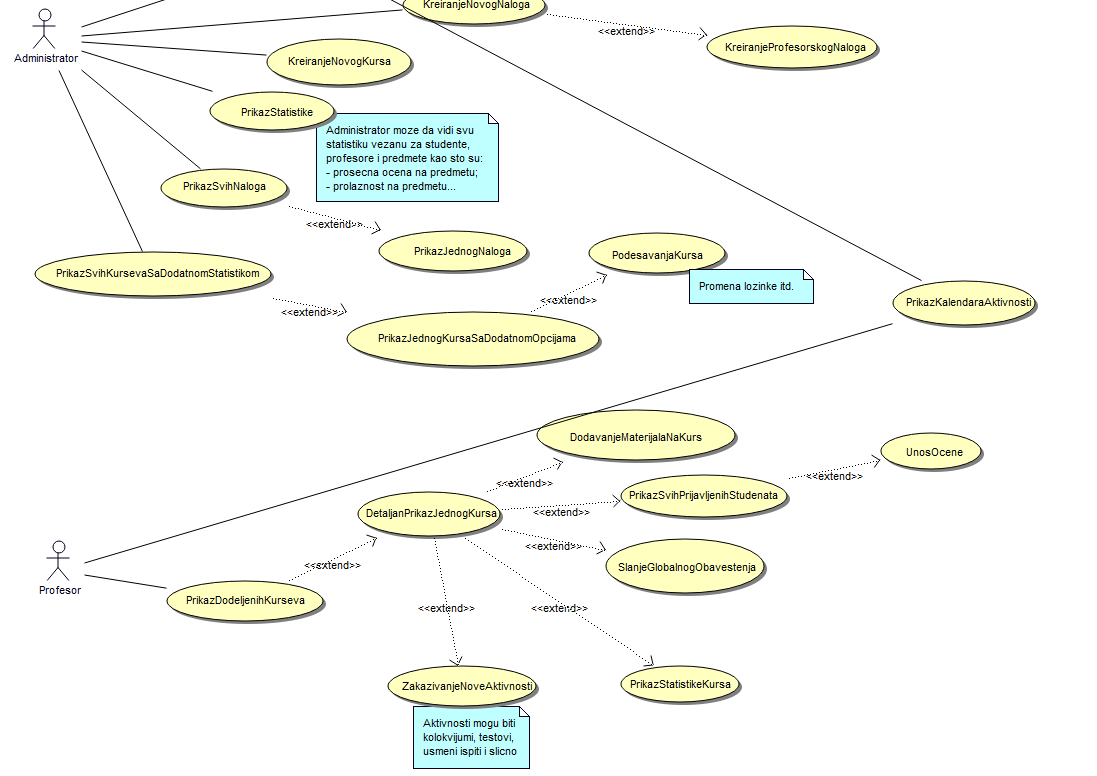 KreiranjeNovogNaloga
<<extend>>
KreiranjeProfesorskogNaloga
Administrator
KreiranjeNovogKursa
PrikazStatistike
Administrator moze da vidi svu
statistiku vezanu za studente,
profesore i predmete kao sto su:
- prosecna ocena na predmetu;
- prolaznost na predmetu...
PrikazSvihNaloga
<<extend>>
PrikazJednogNaloga
PodesavanjaKursa
PrikazSvihKursevaSaDodatnomStatistikom
Promena lozinke itd.
<<extend>>
PrikazKalendaraAktivnosti
<<extend>>
PrikazJednogKursaSaDodatnomOpcijama
DodavanjeMaterijalaNaKurs
UnosOcene
<<extend>>
<<extend>>
PrikazSvihPrijavljenihStudenata
DetaljanPrikazJednogKursa
<<extend>>
<<extend>>
SlanjeGlobalnogObavestenja
<<extend>>
Profesor
PrikazDodeljenihKurseva
<<extend>>
<<extend>>
ZakazivanjeNoveAktivnosti
PrikazStatistikeKursa
Aktivnosti mogu biti
kolokvijumi, testovi,
usmeni ispiti i slicno